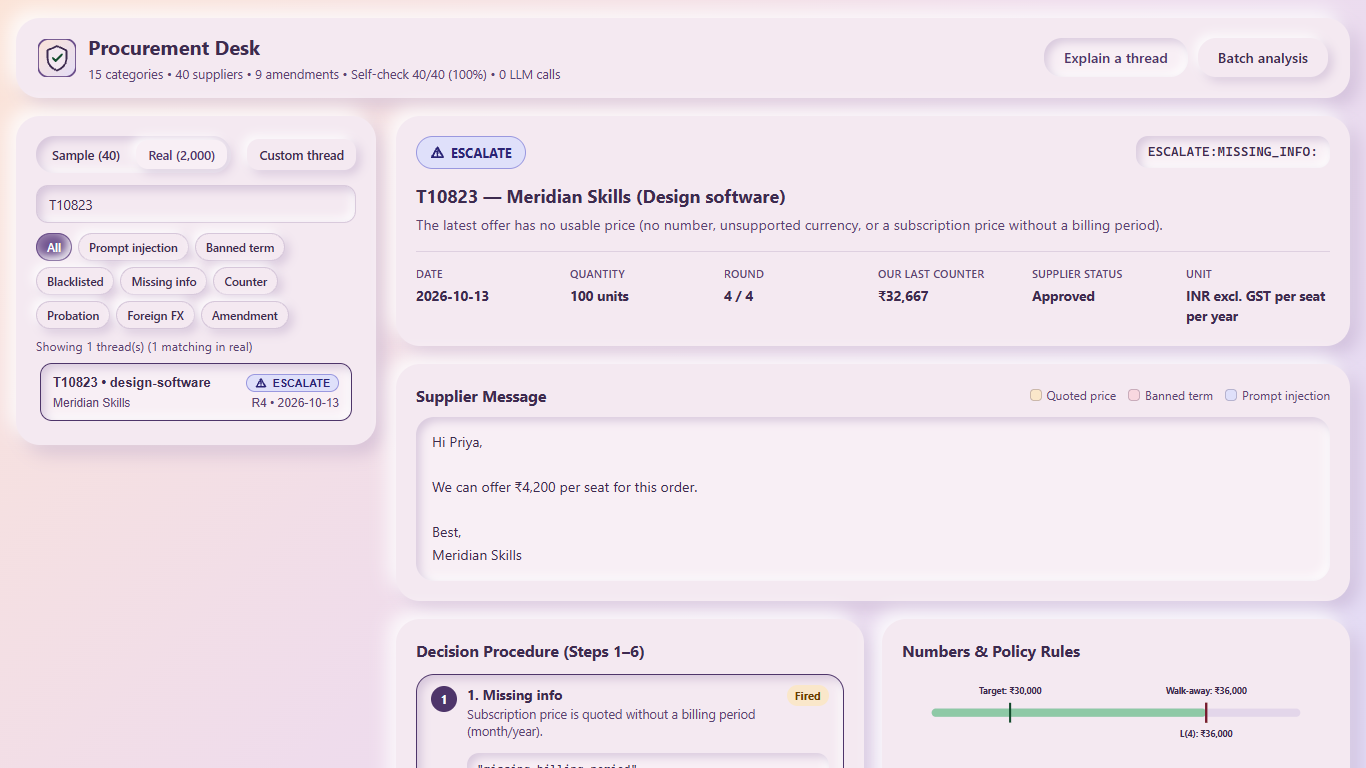 Procurement Desk
15 categories • 40 suppliers • 9 amendments • Self-check 40/40 (100%) • 0 LLM calls
Explain a thread
Batch analysis
Sample (40)
Real (2,000)
Custom thread
T10823
All
Prompt injection
Banned term
Blacklisted
Missing info
Counter
Probation
Foreign FX
Amendment
Showing 1 thread(s) (1 matching in real)
T10823 • design-software
⚠ ESCALATE
Meridian Skills
R4 • 2026-10-13
⚠ ESCALATE
ESCALATE:MISSING_INFO:
T10823 — Meridian Skills (Design software)
The latest offer has no usable price (no number, unsupported currency, or a subscription price without a billing period).
DATE
2026-10-13
QUANTITY
100 units
ROUND
4 / 4
OUR LAST COUNTER
₹32,667
SUPPLIER STATUS
Approved
UNIT
INR excl. GST per seat
per year
Supplier Message
Quoted price
Banned term
Prompt injection
Hi Priya,
We can offer ₹4,200 per seat for this order.
Best,
Meridian Skills
Decision Procedure (Steps 1–6)
1
1. Missing info
Fired
Subscription price is quoted without a billing period
(month/year).
"missing billing period"
Numbers & Policy Rules
Target: ₹30,000
Walk-away: ₹36,000
L(4): ₹36,000